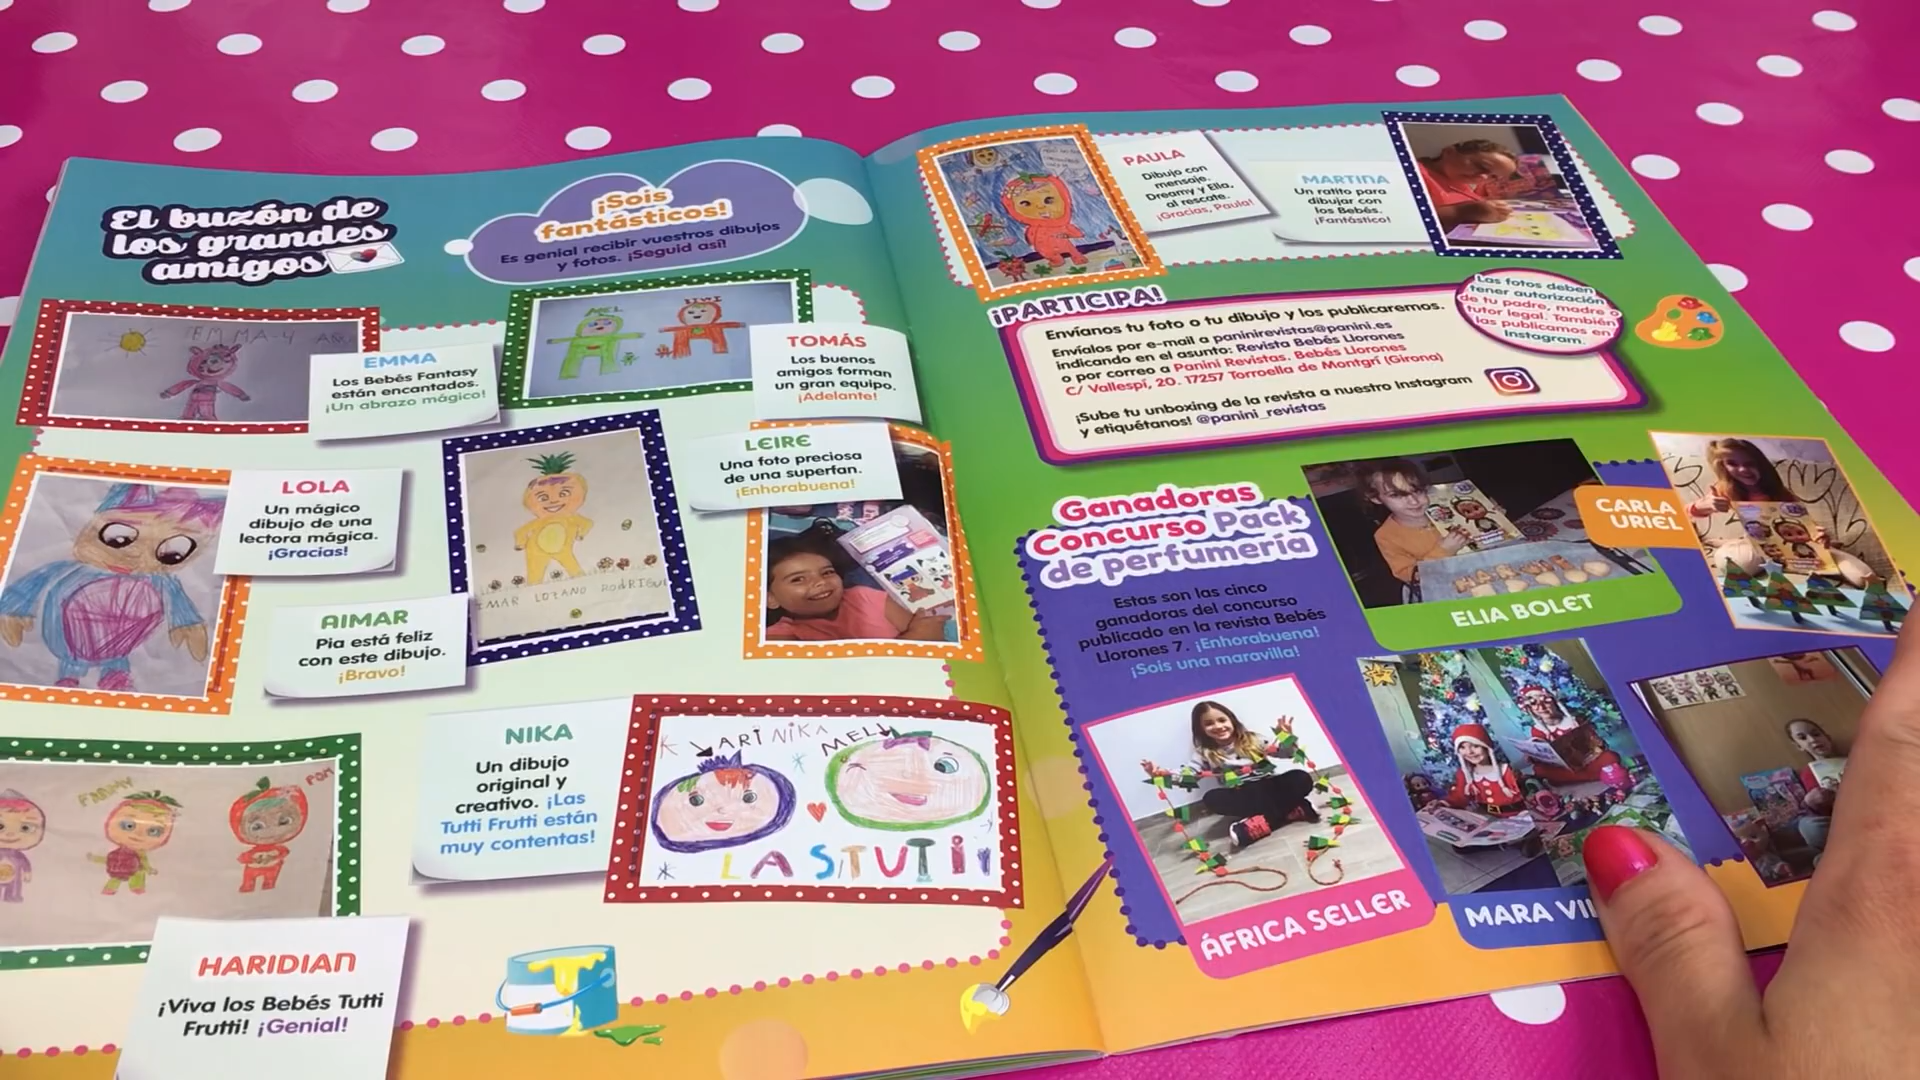 El buzón de
los grandes
amigos
¡Sois
fantásticos!
Es genial recibir vuestros dibujos
y fotos. ¡Seguid así!
EMMA
Los Bebés Fantasy
están encantados.
¡Un abrazo mágico!
MEL
KIWI
TOMÁS
Los buenos
amigos forman
un gran equipo.
¡Adelante!
LOLA
Un mágico
dibujo de una
lectora mágica.
¡Gracias!
LEIRE
Una foto preciosa
de una superfan.
¡Enhorabuena!
LOZANO
AIMAR
Pia está feliz
con este dibujo.
¡Bravo!
NIKA
Un dibujo
original y
creativo. ¡Las
Tutti Frutti están
muy contentas!
ARI NIKA
MEL
LAS TUTI
HARIDIAN
¡Viva los Bebés Tutti
Frutti! ¡Genial!
PAULA
Dibujo con
mensaje.
Dreamy y Ella,
al rescate.
¡Gracias, Paula!
MARTINA
Un ratito para
dibujar con
los Bebés.
¡Fantástico!
¡PARTICIPA!
Envíanos tu foto o tu dibujo y los publicaremos.
Envíalos por e-mail a paninirevistas@panini.es
indicando en el asunto: Revista Bebés Llorones
o por correo a Panini Revistas. Bebés Llorones
C/ Vallespí, 20. 17257 Torroella de Montgrí (Girona)
¡Sube tu unboxing de la revista a nuestro Instagram
y etiquétanos! @panini_revistas
Las fotos deben
tener autorización
de tu padre, madre o
tutor legal. También
las publicamos en
Instagram.
Ganadoras
Concurso Pack
de perfumería
Estas son las cinco
ganadoras del concurso
publicado en la revista Bebés
Llorones 7. ¡Enhorabuena!
¡Sois una maravilla!
ELIA BOLET
CARLA
URIEL
ÁFRICA SELLER
MARA